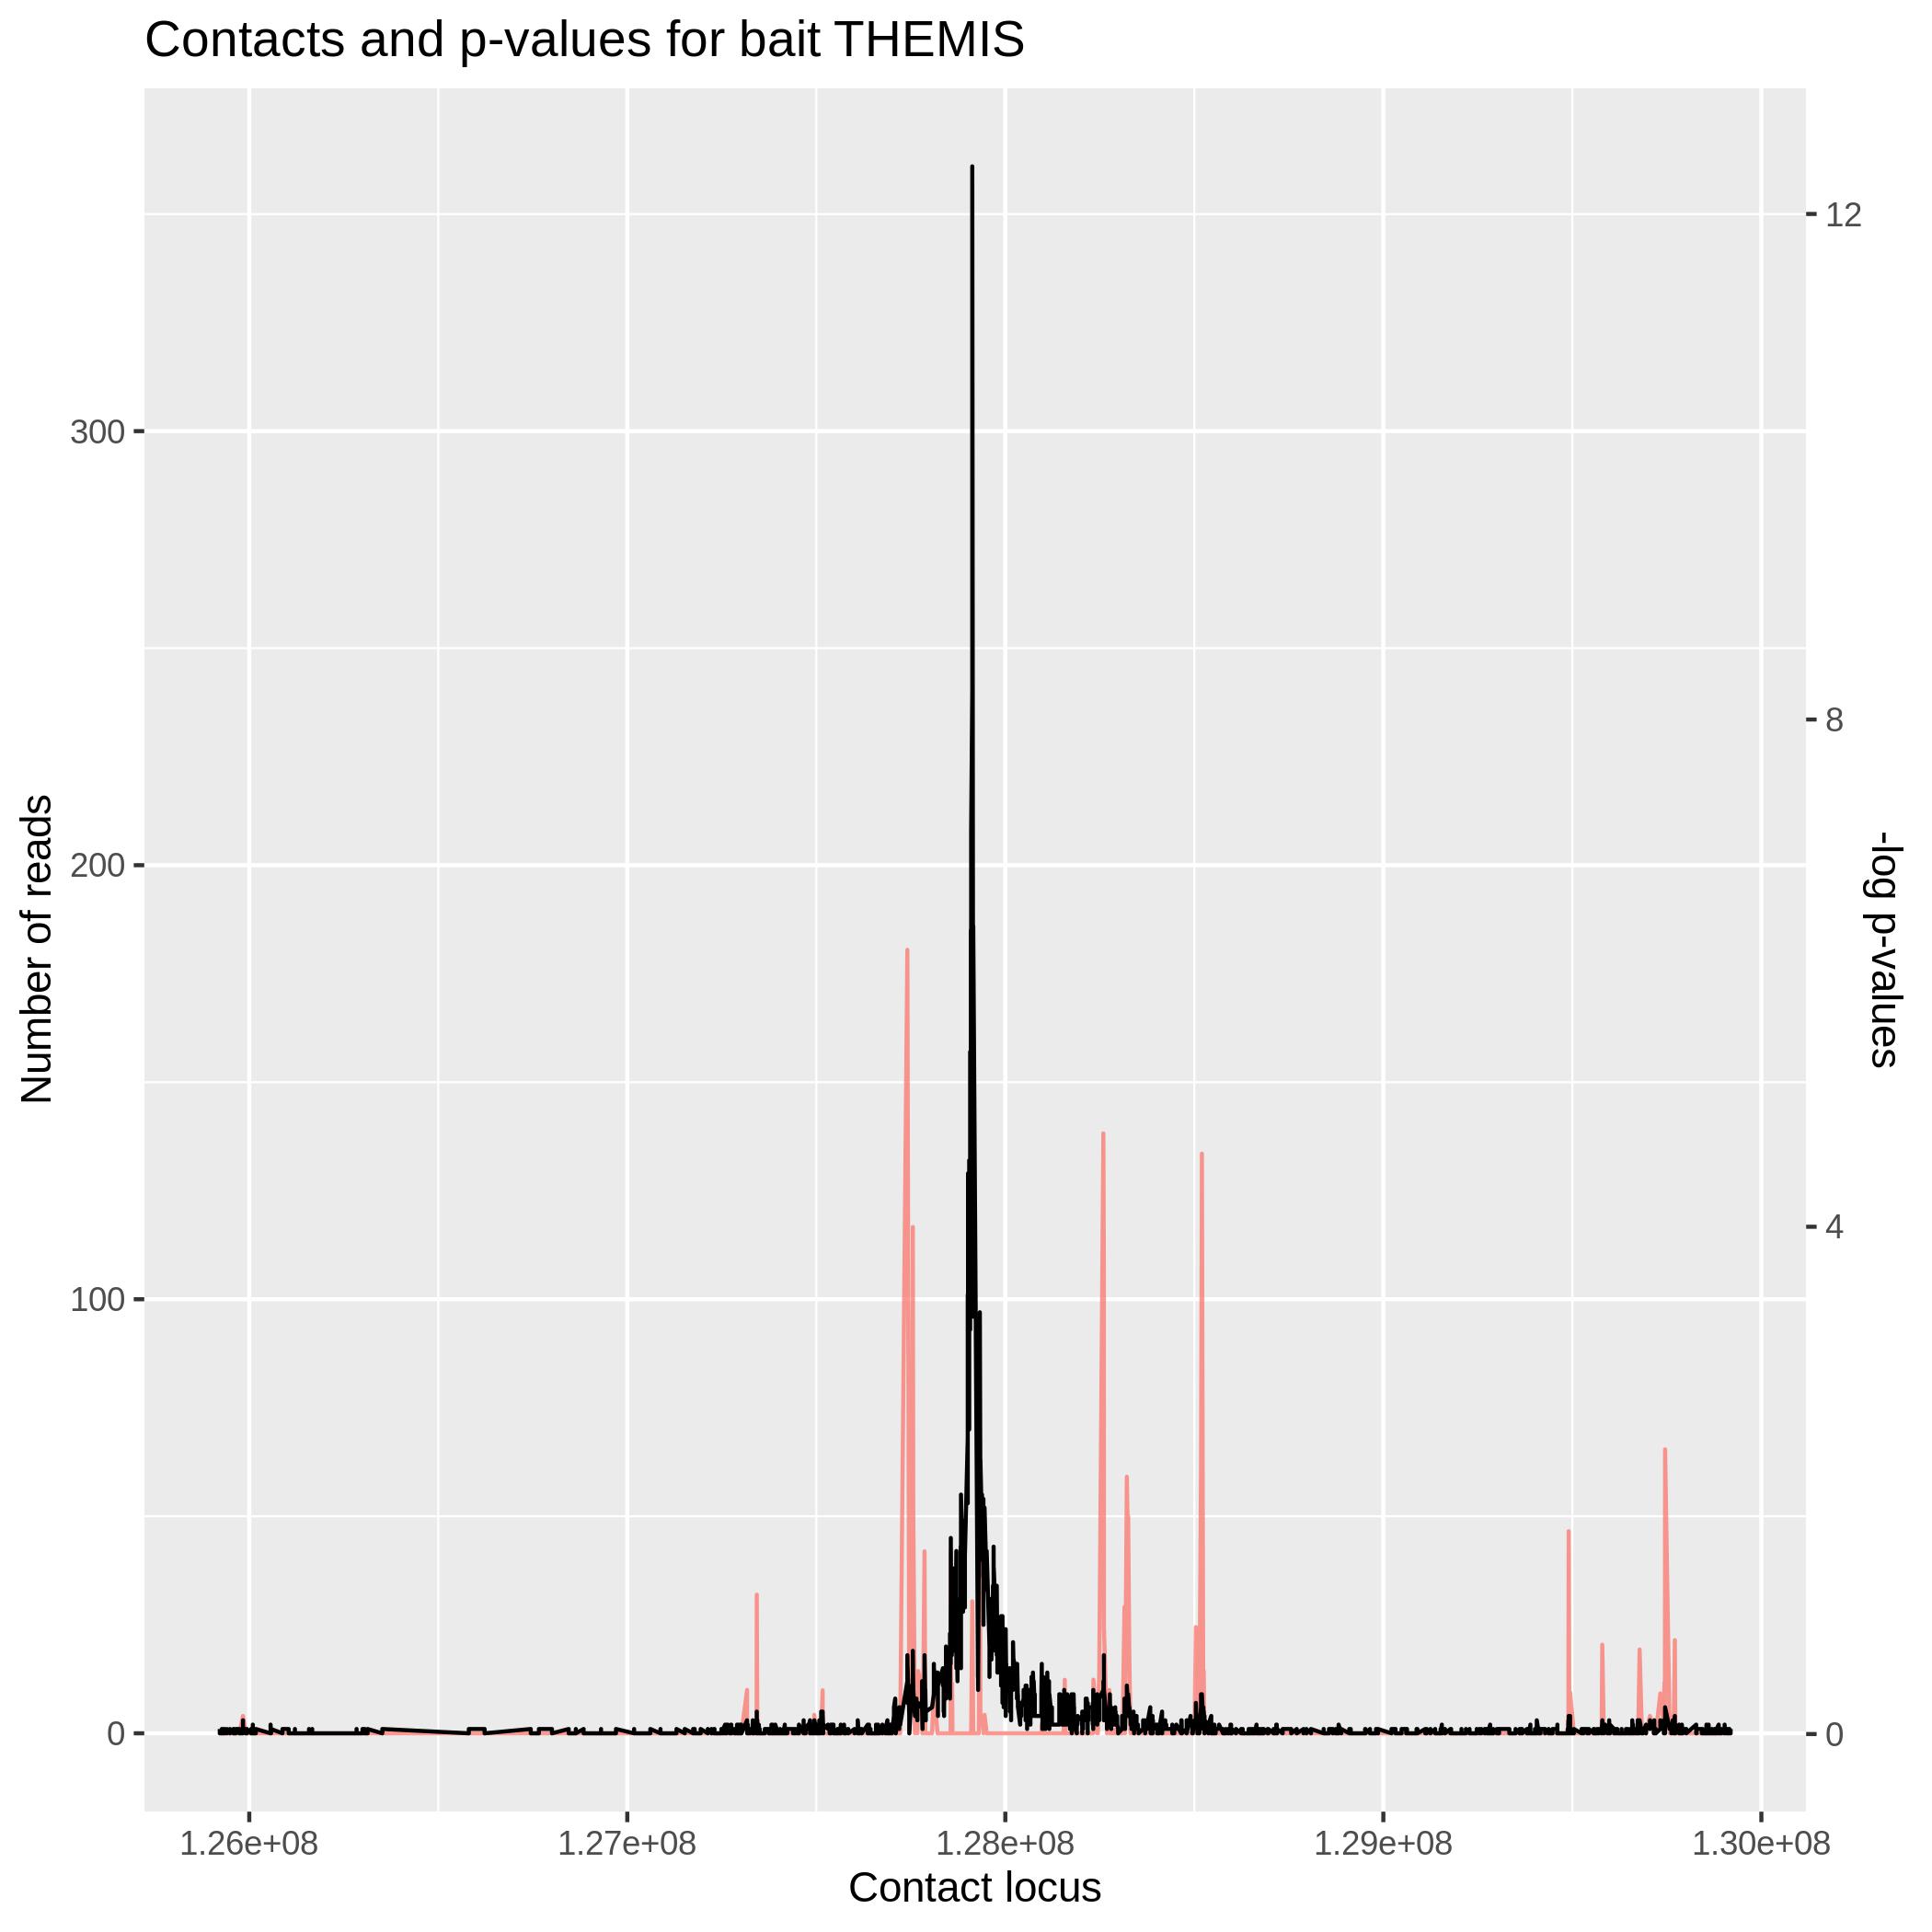 Contacts and p-values for bait THEMIS
Number of reads
300
200
100
0
12
8
4
0
-log p-values
1.26e+08
1.27e+08
1.28e+08
1.29e+08
1.30e+08
Contact locus